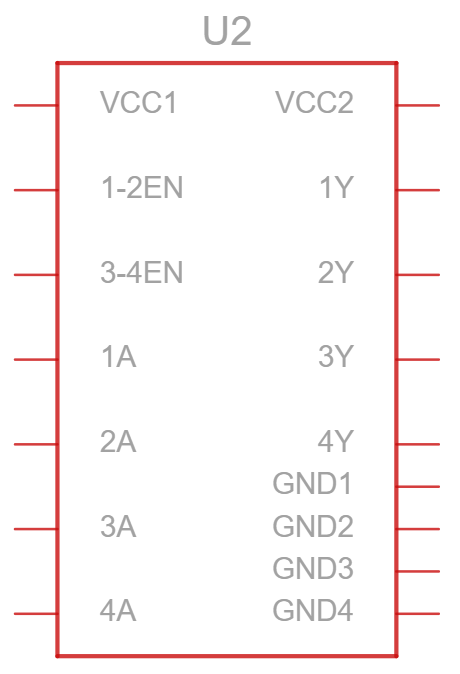 U2
VCC1 VCC2
1-2EN 1Y
3-4EN 2Y
1A 3Y
2A 4Y
GND1
3A GND2
GND3
4A GND4